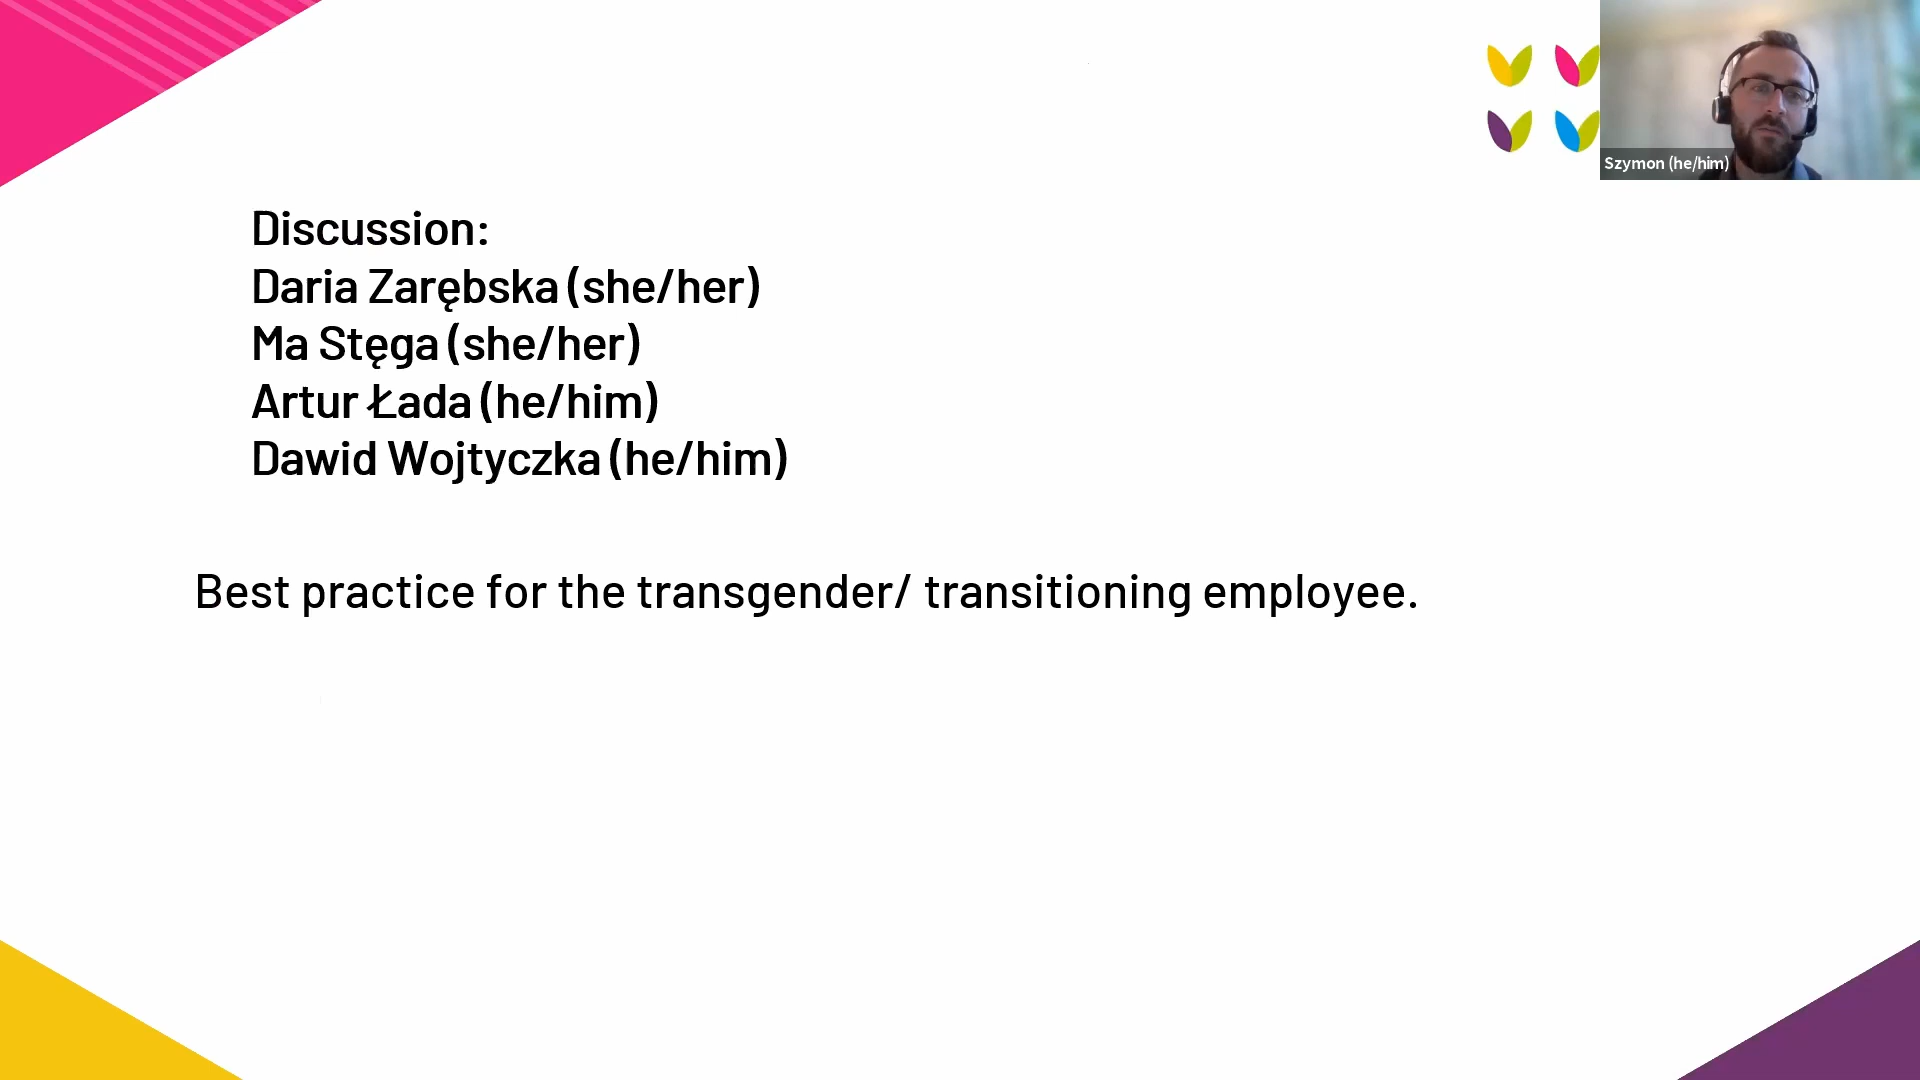 Szymon (he/him)
Discussion:
Daria Zarębska (she/her)
Ma Stęga (she/her)
Artur Łada (he/him)
Dawid Wojtyczka (he/him)
Best practice for the transgender/ transitioning employee.